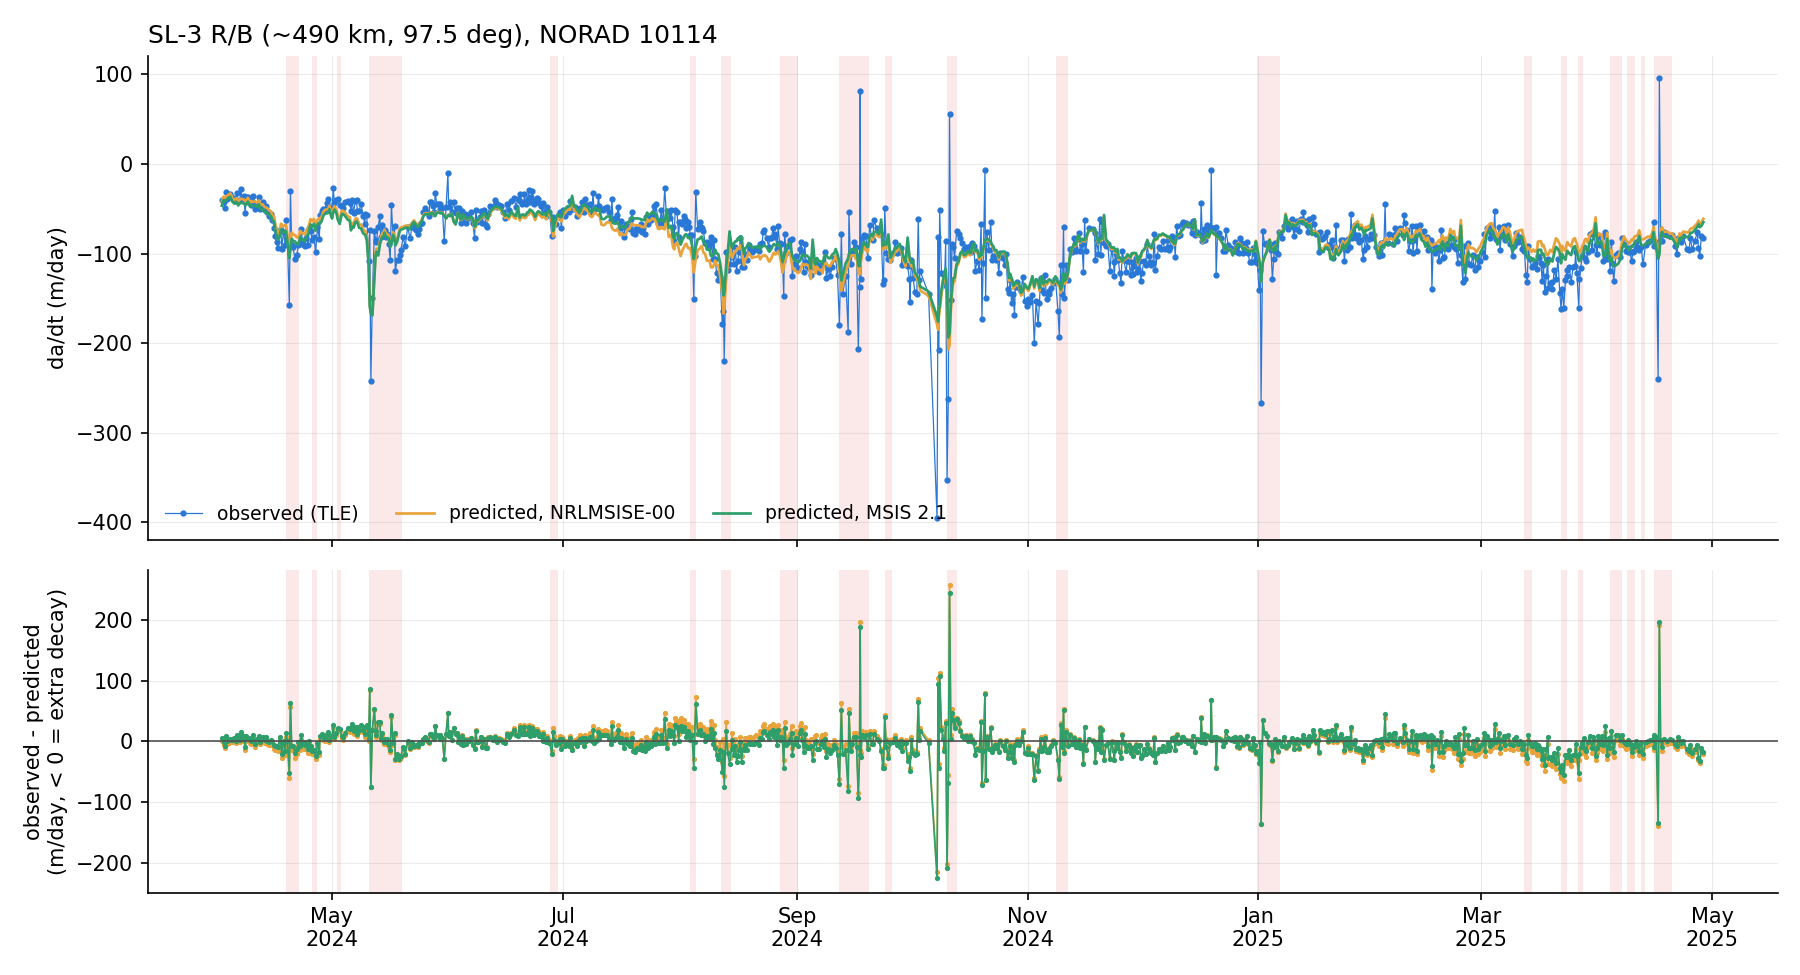 SL-3 R/B (~490 km, 97.5 deg), NORAD 10114
da/dt (m/day)
100
0
−100
−200
−300
−400
observed (TLE)
predicted, NRLMSISE-00
predicted, MSIS 2.1
observed - predicted
(m/day, < 0 = extra decay)
200
100
0
−100
−200
May
2024
Jul
2024
Sep
2024
Nov
2024
Jan
2025
Mar
2025
May
2025